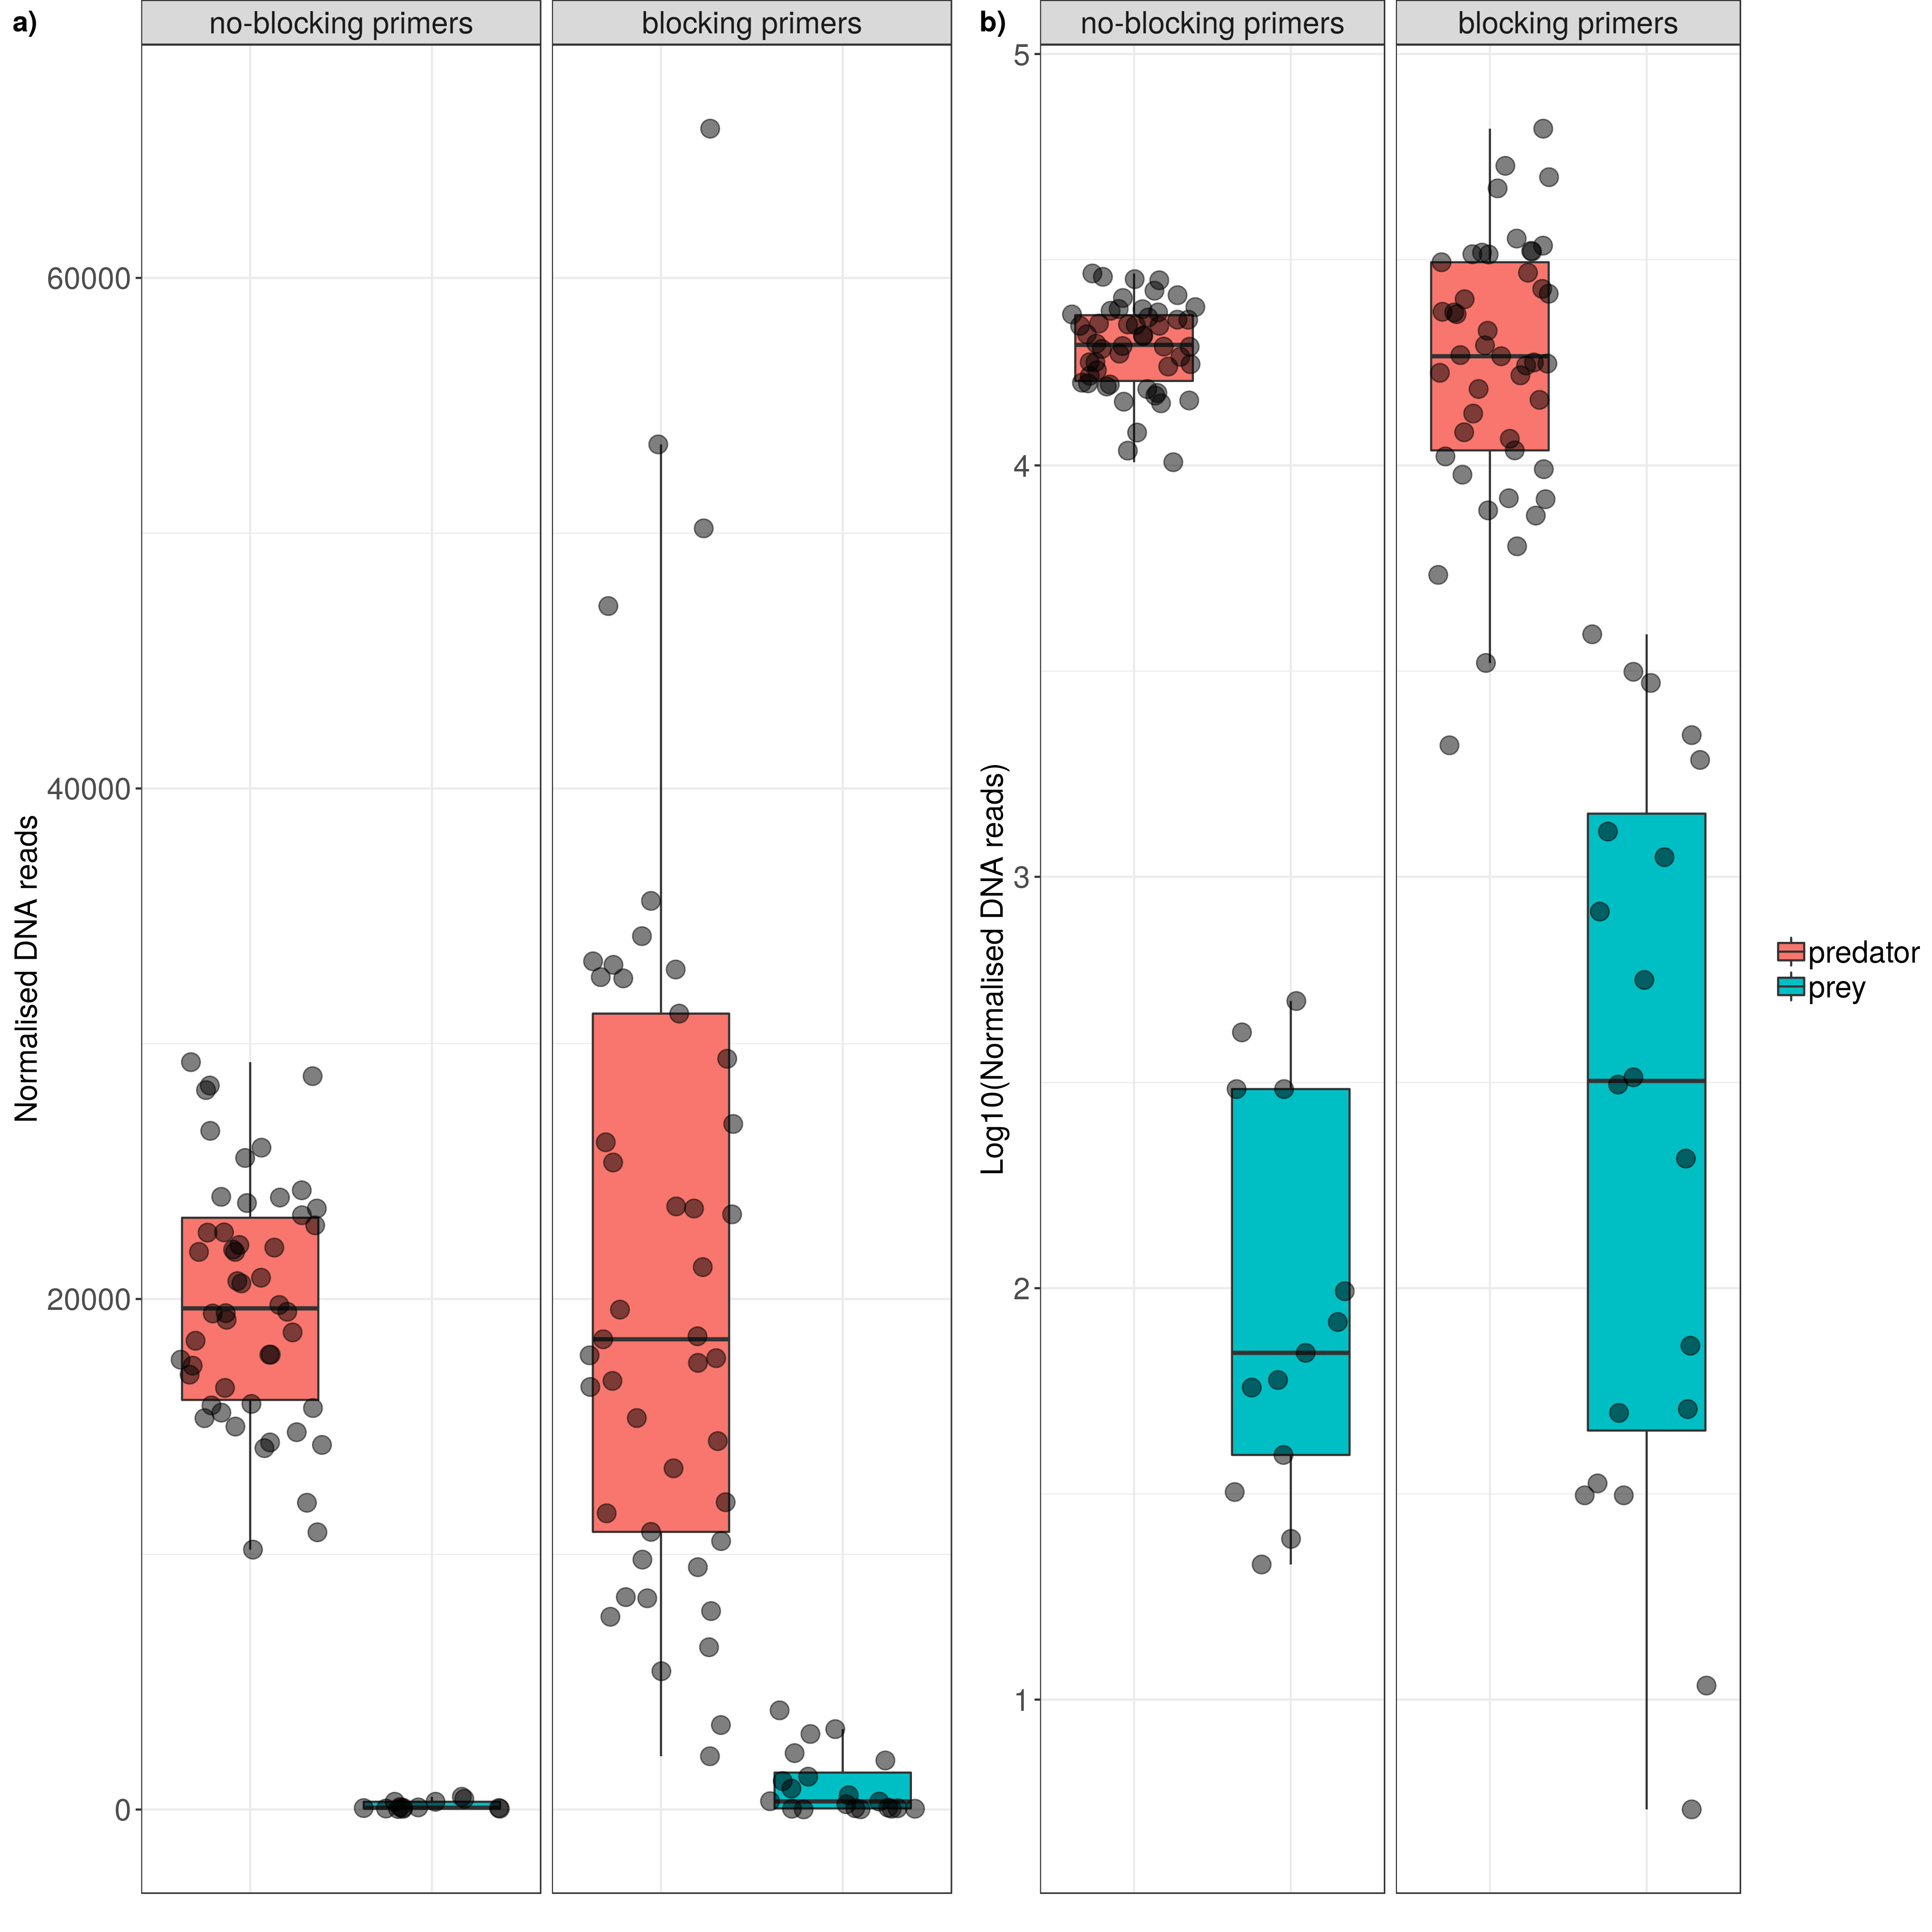 a)
no-blocking primers
blocking primers
Normalised DNA reads
60000
40000
20000
0
b)
no-blocking primers
blocking primers
Log10(Normalised DNA reads)
5
4
3
2
1
predator
prey